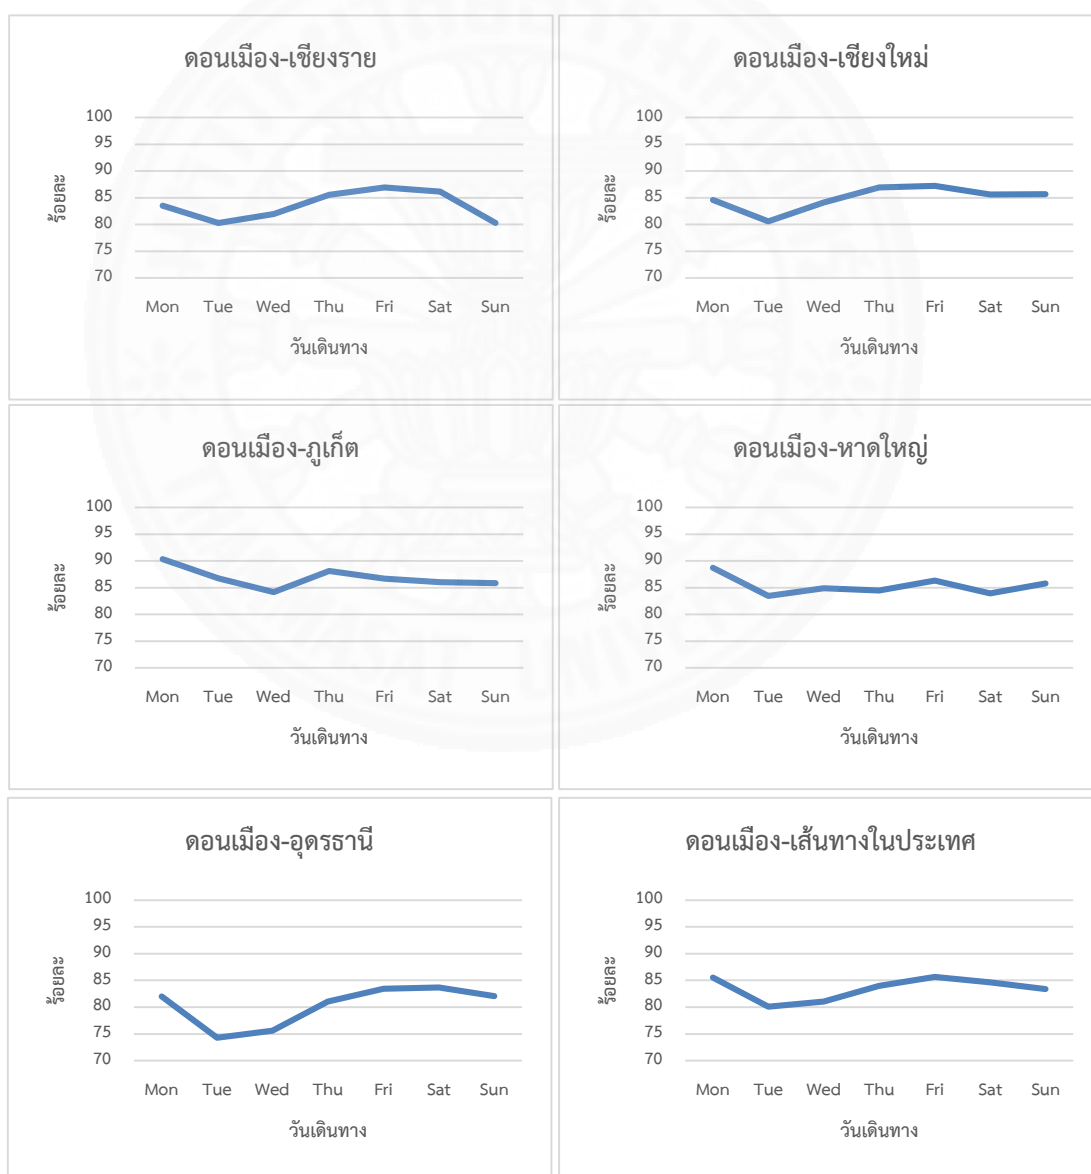 ดอนเมือง-เชียงราย
ร้อยละ
100
95
90
85
80
75
70
Mon Tue Wed Thu Fri Sat Sun
วันเดินทาง
ดอนเมือง-เชียงใหม่
ร้อยละ
100
95
90
85
80
75
70
Mon Tue Wed Thu Fri Sat Sun
วันเดินทาง
ดอนเมือง-ภูเก็ต
ร้อยละ
100
95
90
85
80
75
70
Mon Tue Wed Thu Fri Sat Sun
วันเดินทาง
ดอนเมือง-หาดใหญ่
ร้อยละ
100
95
90
85
80
75
70
Mon Tue Wed Thu Fri Sat Sun
วันเดินทาง
ดอนเมือง-อุดรธานี
ร้อยละ
100
95
90
85
80
75
70
Mon Tue Wed Thu Fri Sat Sun
วันเดินทาง
ดอนเมือง-เส้นทางในประเทศ
ร้อยละ
100
95
90
85
80
75
70
Mon Tue Wed Thu Fri Sat Sun
วันเดินทาง